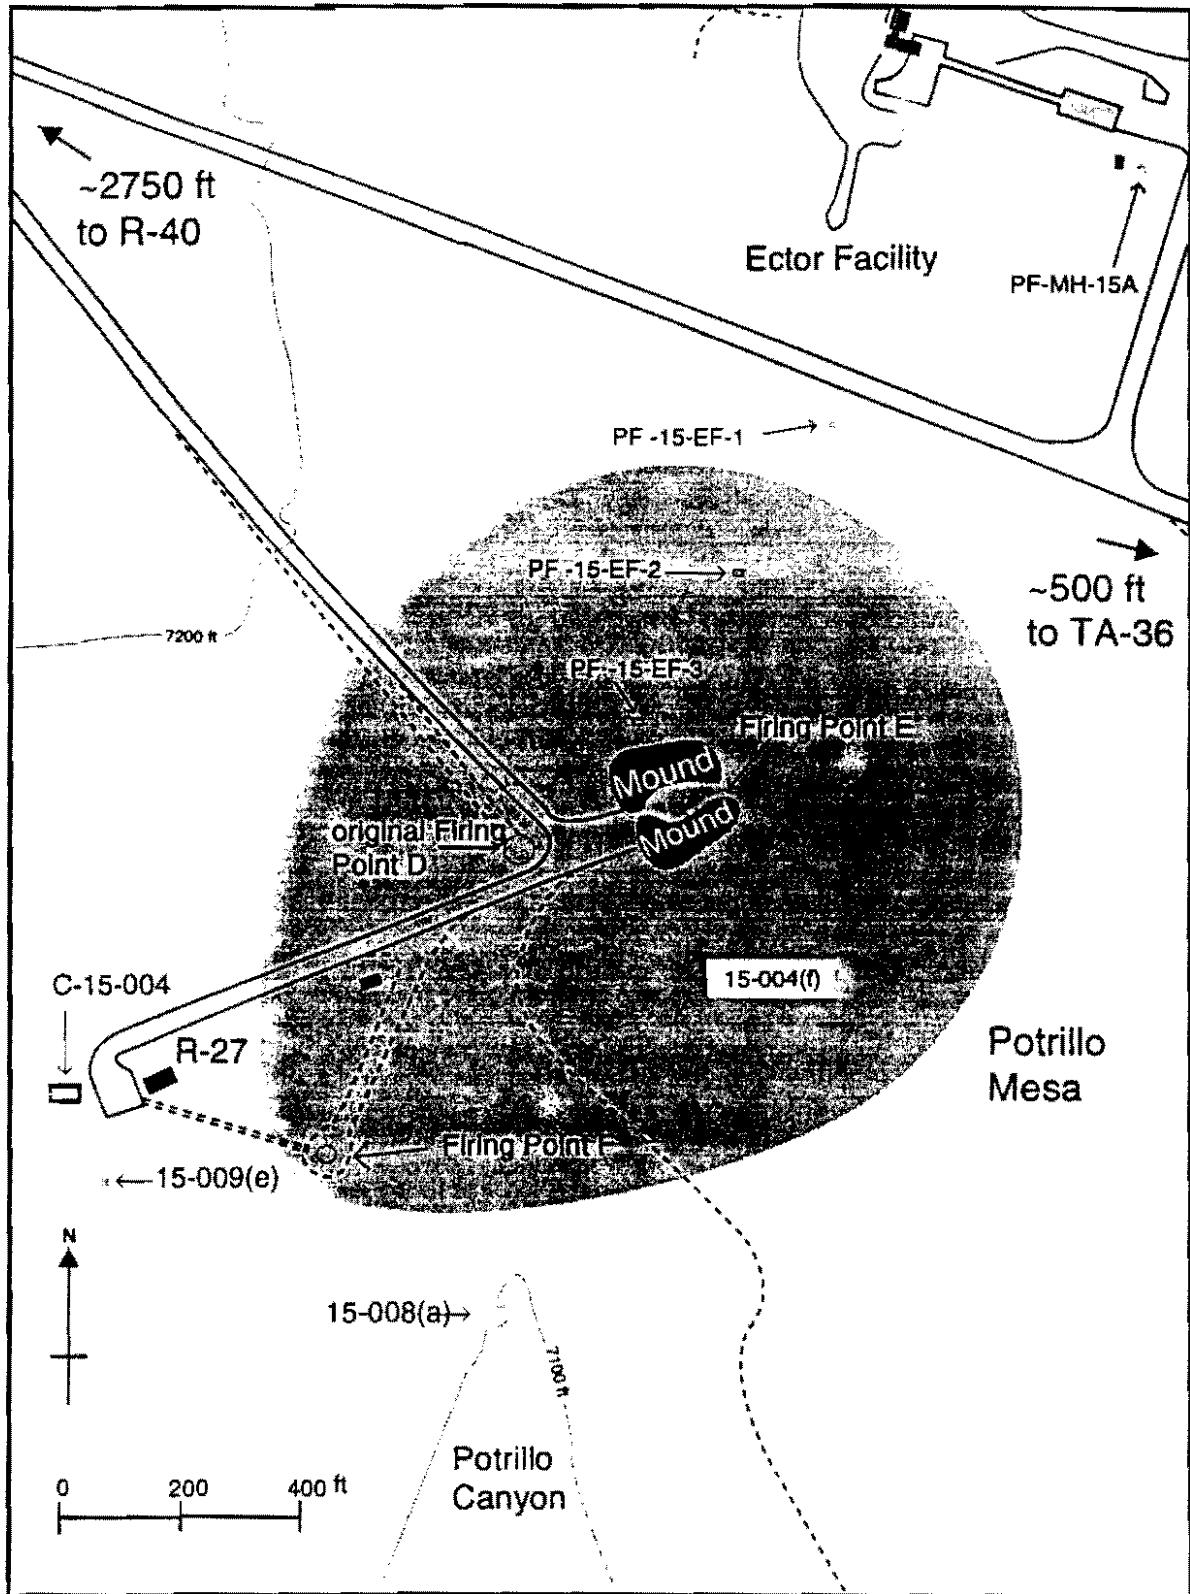 ~2750 ft
to R-40
Ector Facility
PF-MH-15A
PF -15-EF-1
PF -15-EF-2
~500 ft
to TA-36
7200 ft
PF -15-EF-3
Firing Point E
Mound
Mound
original Firing
Point D
15-004(f)
C-15-004
R-27
Potrillo
Mesa
Firing Point F
15-009(e)
N
15-008(a)
7100 ft
Potrillo
Canyon
0 200 400 ft